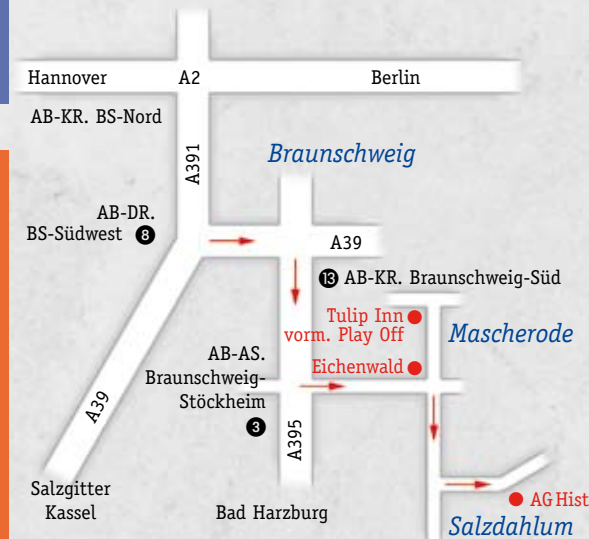 Hannover A2 Berlin
AB-KR. BS-Nord
A391
Braunschweig
AB-DR.
BS-Südwest 8
A39
13 AB-KR. Braunschweig-Süd
Tulip Inn
vorm. Play Off
Mascherode
Eichenwald
AB-AS.
Braunschweig-
Stöckheim
3
A39
A395
Salzgitter
Kassel
Bad Harzburg
AG Hist
Salzdahlum